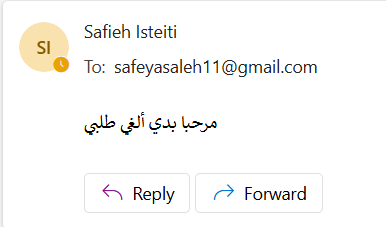 Safieh Isteiti
SI
To: safeyasaleh11@gmail.com
مرحبا بدي ألغي طلبي
Reply
Forward